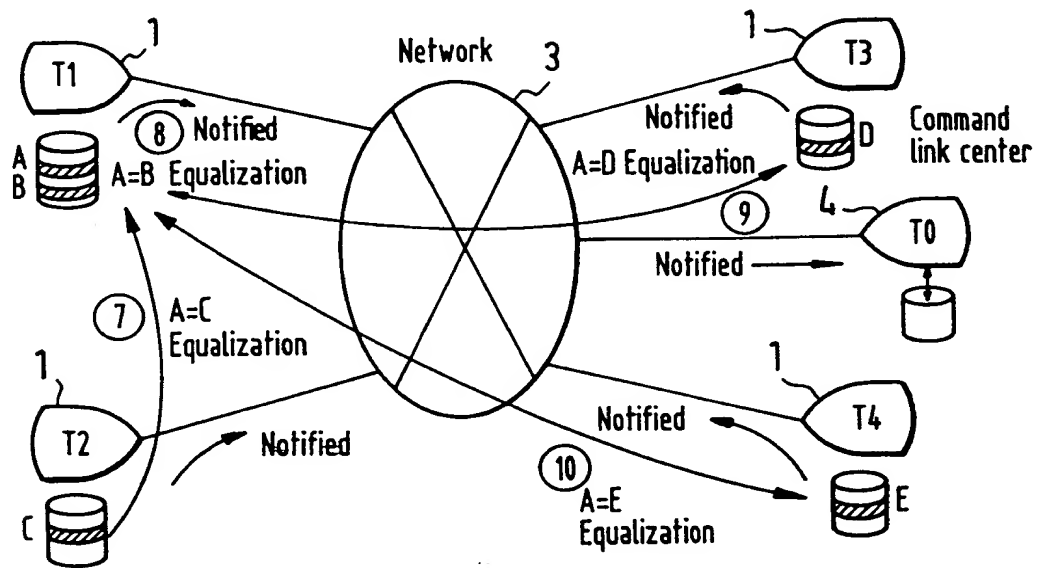 1
T1
Network
3
1
T3
8 Notified
A
B
A=B Equalization
Notified
A=D Equalization
D
Command
link center
9
4
T0
Notified
7
A=C
Equalization
1
T2
Notified
C
1
T4
Notified
10
A=E
Equalization
E